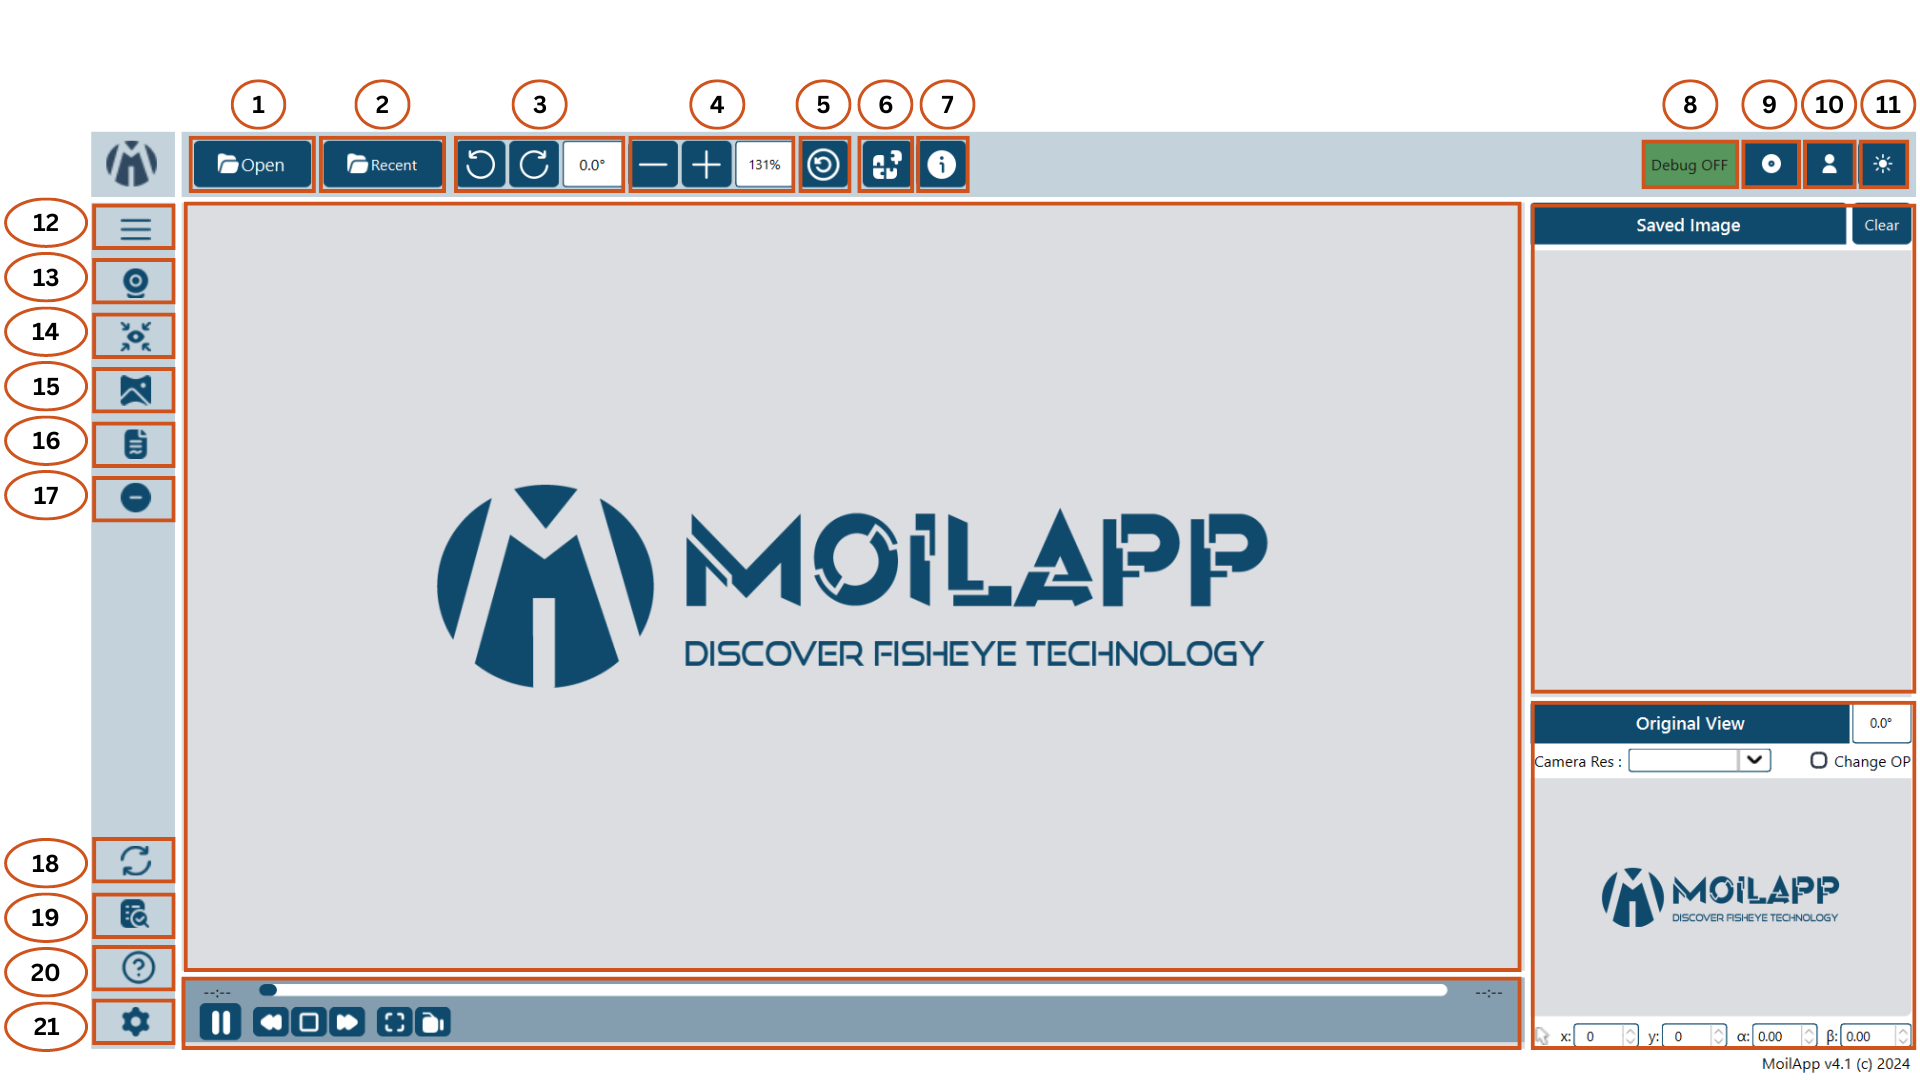 1 2 3 4 5 6 7 8 9 10 11
Open Recent 0.0° 131% Debug OFF
12
13
14
15
16
17
18
19
20
21
Saved Image Clear
MOILAPP
DISCOVER FISHEYE TECHNOLOGY
Original View 0.0°
Camera Res : Change OP
MOILAPP
DISCOVER FISHEYE TECHNOLOGY
--:-- --:--
x: 0 y: 0 α: 0.00 β: 0.00
MoilApp v4.1 (c) 2024